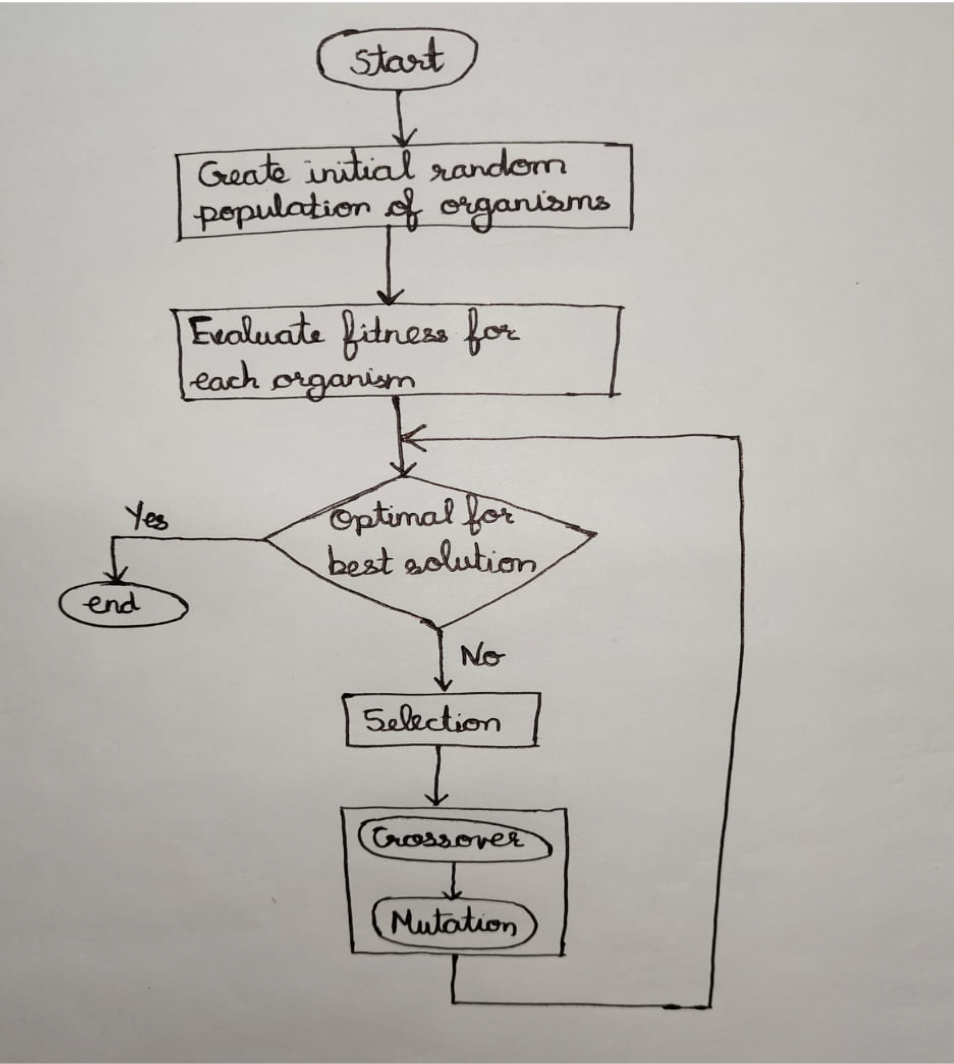 Start
Create initial random
population of organisms
Evaluate fitness for
each organism
Optimal for
best solution
Yes
end
No
Selection
Crossover
Mutation